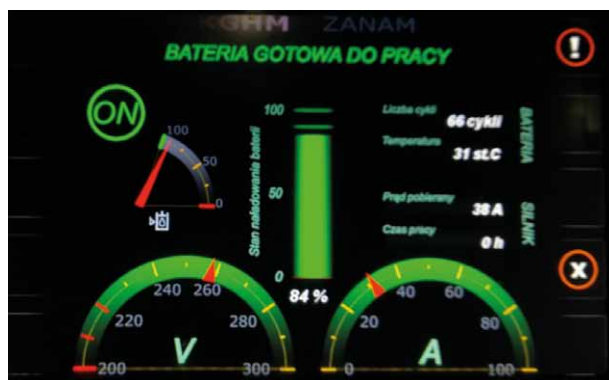 KGHM ZANAM
BATERIA GOTOWA DO PRACY
!
ON
100
50
0
Stan naładowania baterii
100
50
0
84 %
Liczba cykli
66 cykli
Temperatura
31 st.C
BATERIA
Prąd pobierany
38 A
Czas pracy
0 h
SILNIK
X
200
220
240
260
280
300
V
0
20
40
60
80
100
A